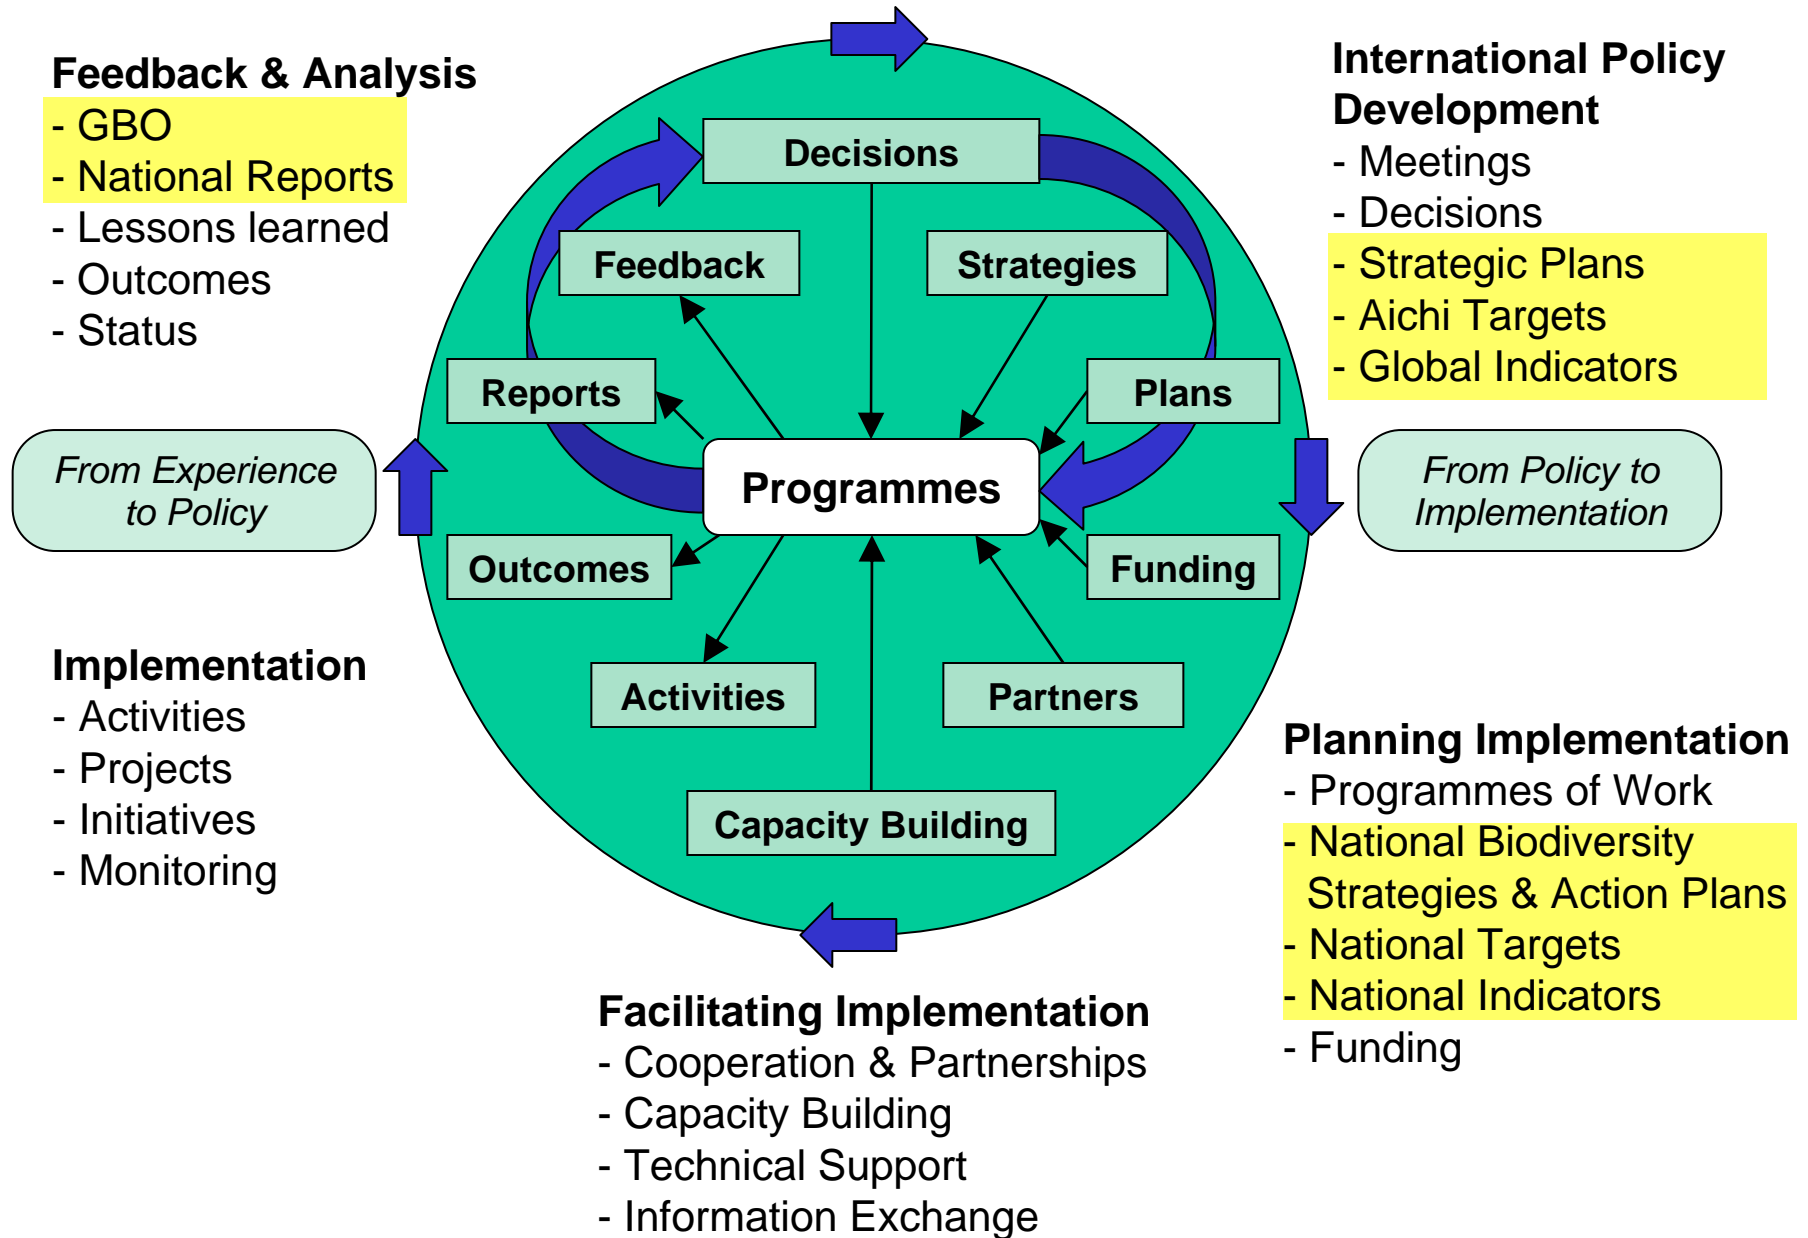 Feedback & Analysis
- GBO
- National Reports
- Lessons learned
- Outcomes
- Status
International Policy
Development
- Meetings
- Decisions
- Strategic Plans
- Aichi Targets
- Global Indicators
Decisions
Feedback
Strategies
Reports
Plans
From Experience
to Policy
Programmes
From Policy to
Implementation
Outcomes
Funding
Activities
Partners
Capacity Building
Implementation
- Activities
- Projects
- Initiatives
- Monitoring
Planning Implementation
- Programmes of Work
- National Biodiversity
Strategies & Action Plans
- National Targets
- National Indicators
- Funding
Facilitating Implementation
- Cooperation & Partnerships
- Capacity Building
- Technical Support
- Information Exchange